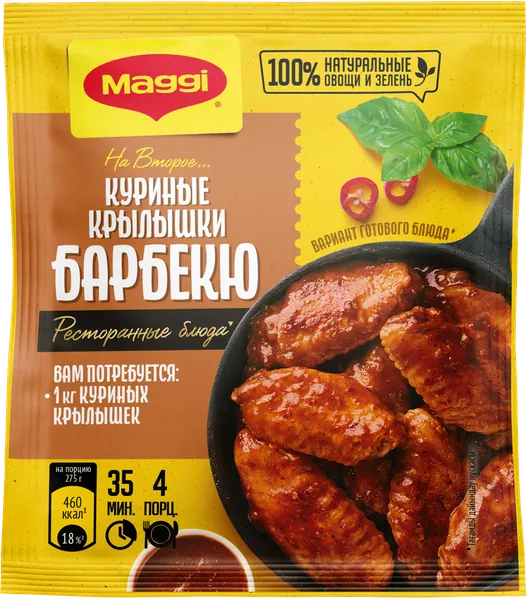 Maggi®
100% НАТУРАЛЬНЫЕ
ОВОЩИ И ЗЕЛЕНЬ
На Второе...
КУРИНЫЕ
КРЫЛЫШКИ
БАРБЕКЮ
Ресторанные блюда*
ВАРИАНТ ГОТОВОГО БЛЮДА*
ВАМ ПОТРЕБУЕТСЯ:
• 1 кг КУРИНЫХ
КРЫЛЫШЕК
на порцию
275 г
460
ккал¹
18%²
35
МИН.
4
ПОРЦ.